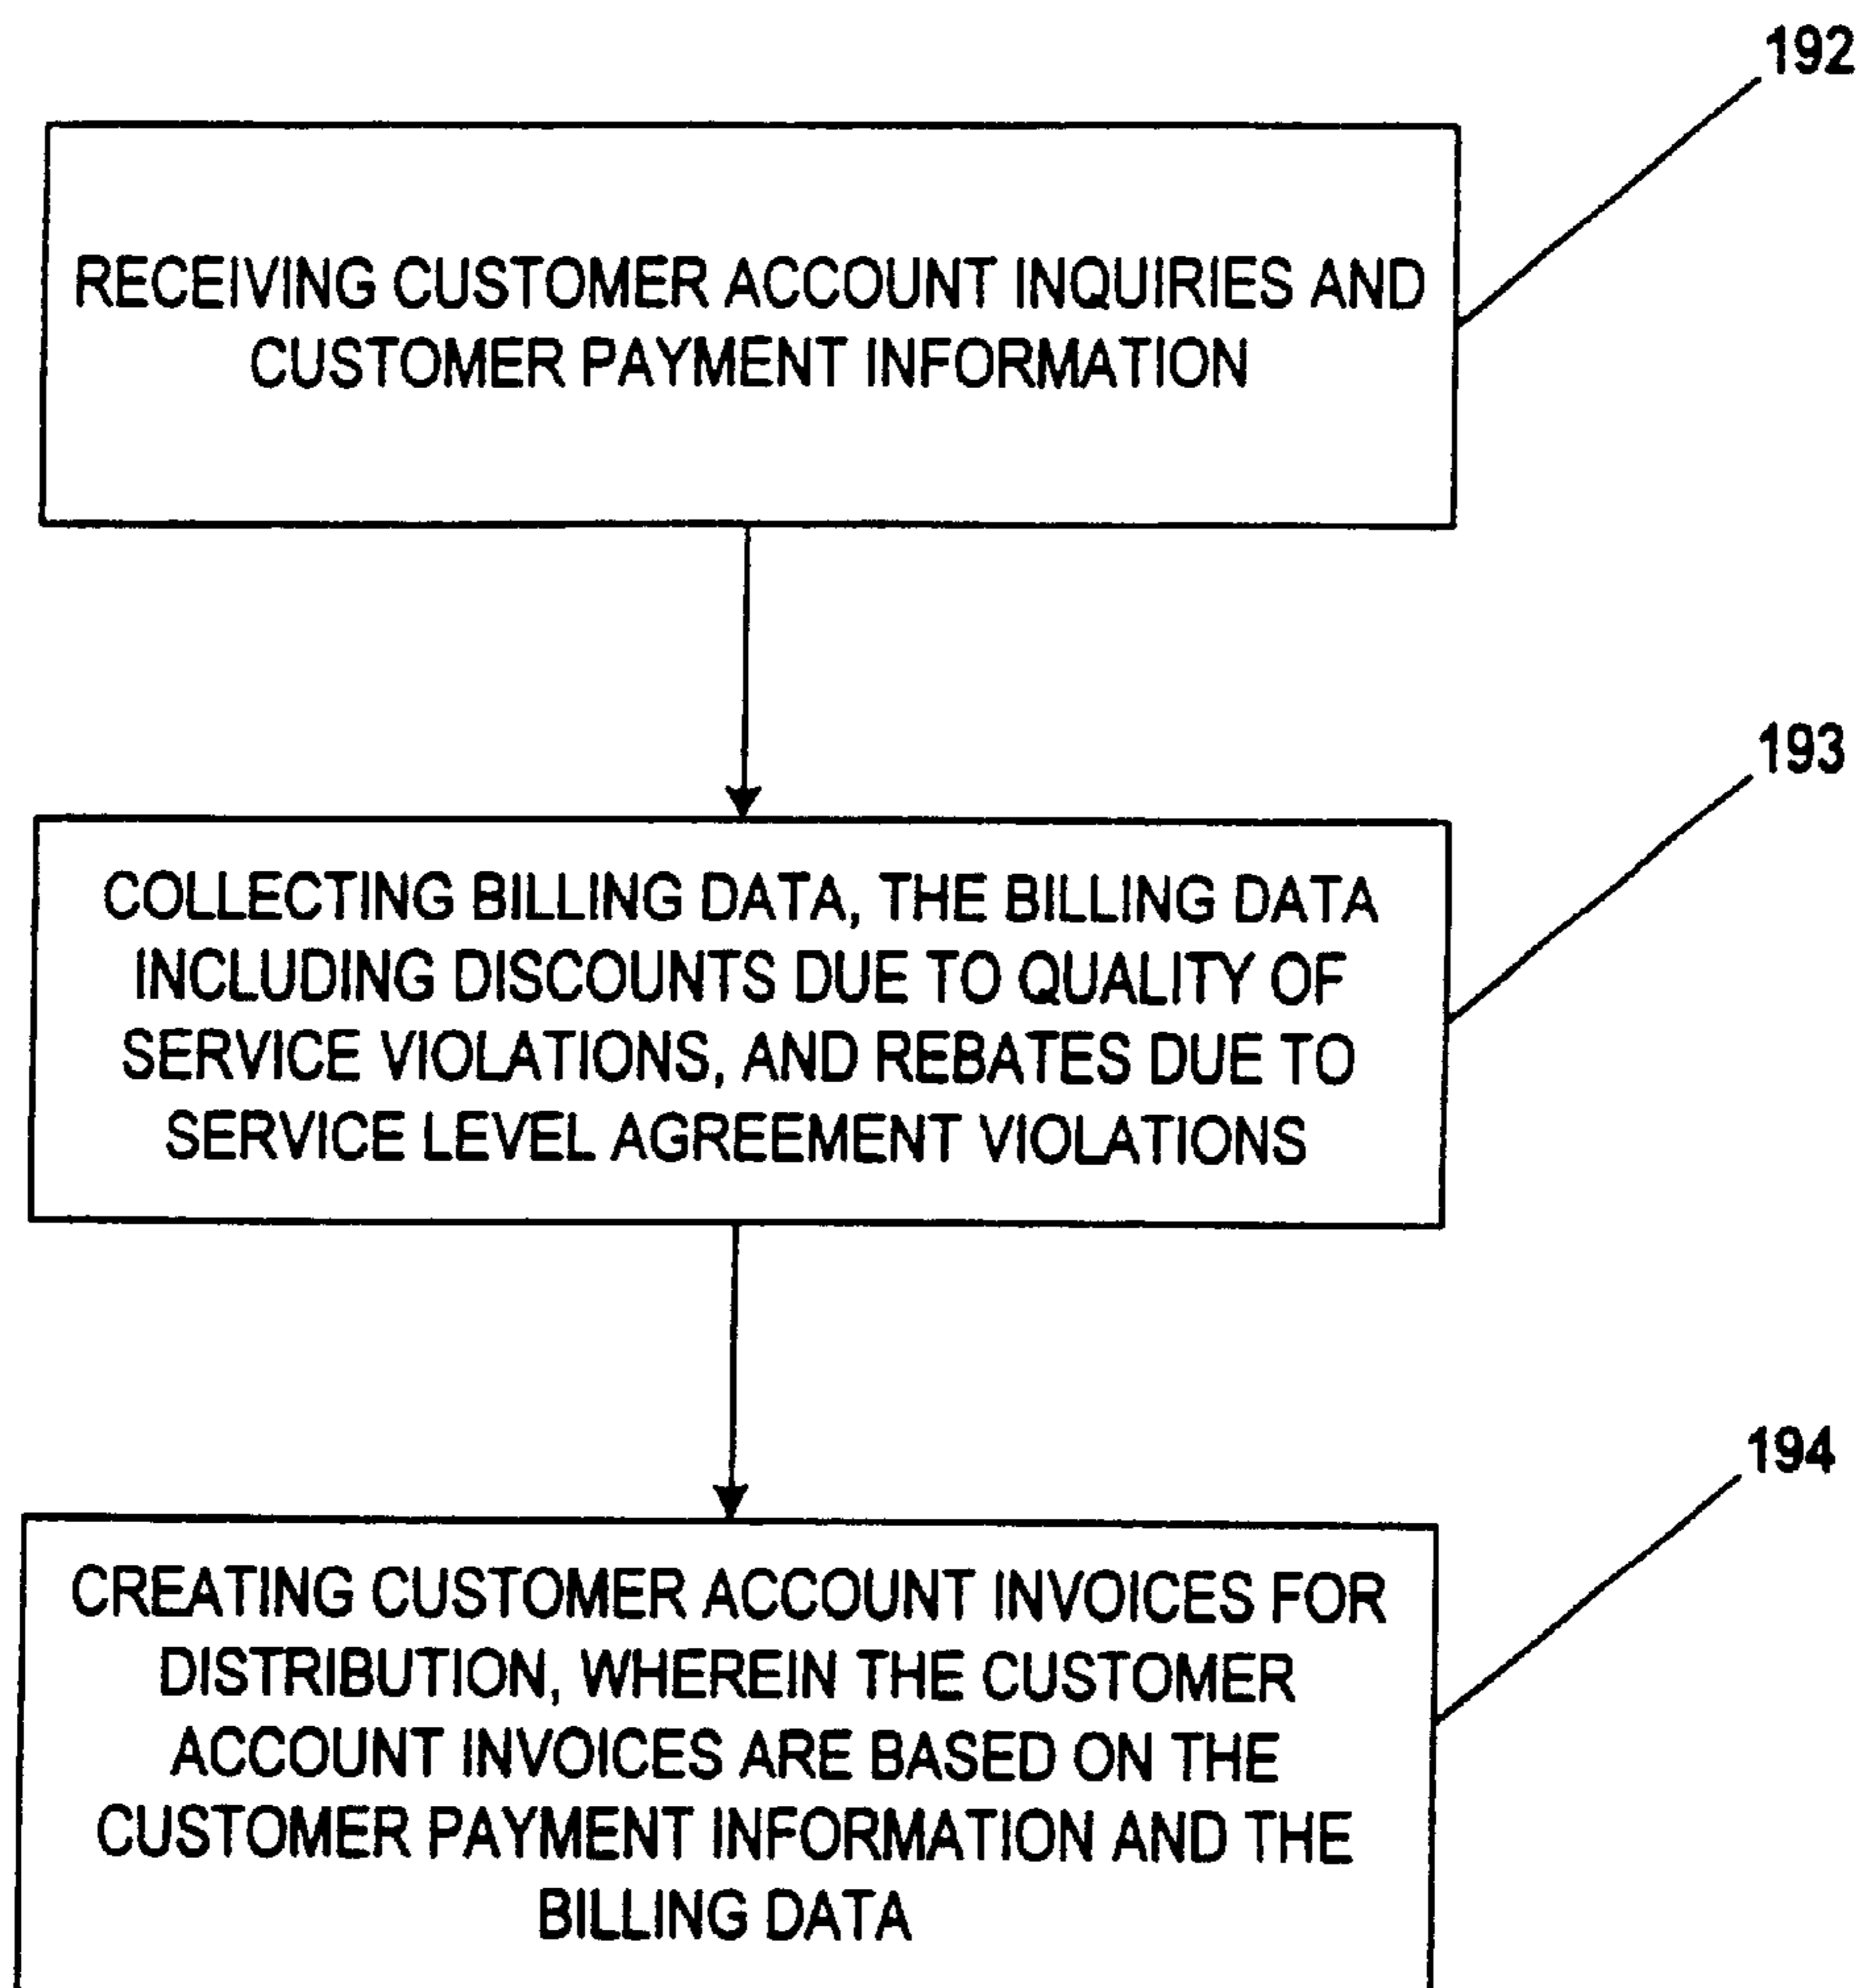 192
RECEIVING CUSTOMER ACCOUNT INQUIRIES AND
CUSTOMER PAYMENT INFORMATION
193
COLLECTING BILLING DATA, THE BILLING DATA
INCLUDING DISCOUNTS DUE TO QUALITY OF
SERVICE VIOLATIONS, AND REBATES DUE TO
SERVICE LEVEL AGREEMENT VIOLATIONS
194
CREATING CUSTOMER ACCOUNT INVOICES FOR
DISTRIBUTION, WHEREIN THE CUSTOMER
ACCOUNT INVOICES ARE BASED ON THE
CUSTOMER PAYMENT INFORMATION AND THE
BILLING DATA